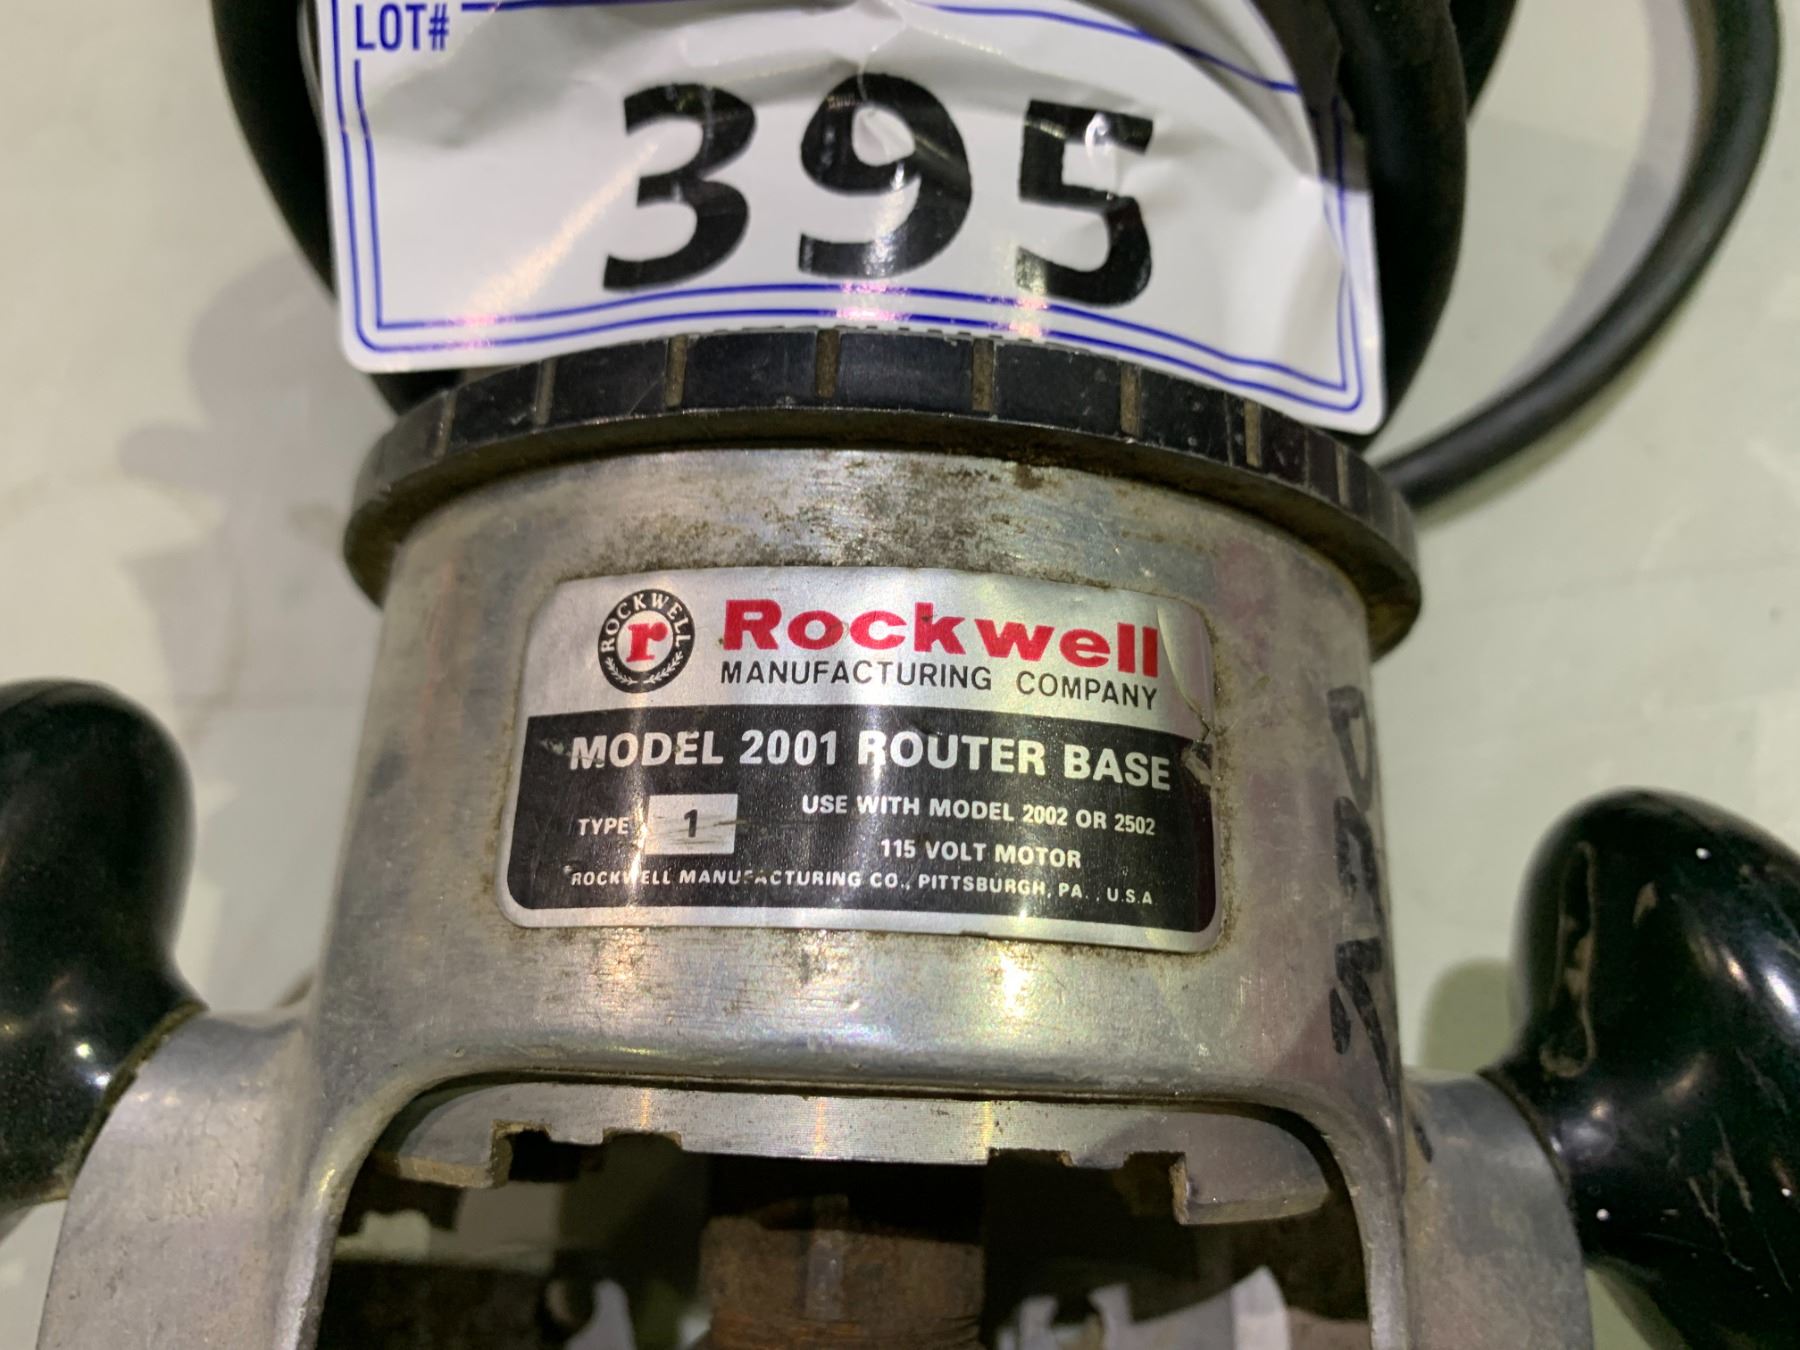 LOT#
395
ROCKWELL
r
Rockwell
MANUFACTURING COMPANY
MODEL 2001 ROUTER BASE
TYPE 1
USE WITH MODEL 2002 OR 2502
115 VOLT MOTOR
ROCKWELL MANUFACTURING CO., PITTSBURGH, PA., U.S.A